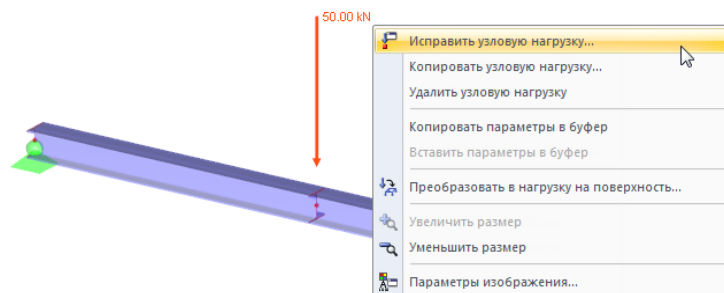 50.00 kN
Исправить узловую нагрузку...
Копировать узловую нагрузку...
Удалить узловую нагрузку
Копировать параметры в буфер
Вставить параметры в буфер
Преобразовать в нагрузку на поверхность...
Увеличить размер
Уменьшить размер
Параметры изображения...